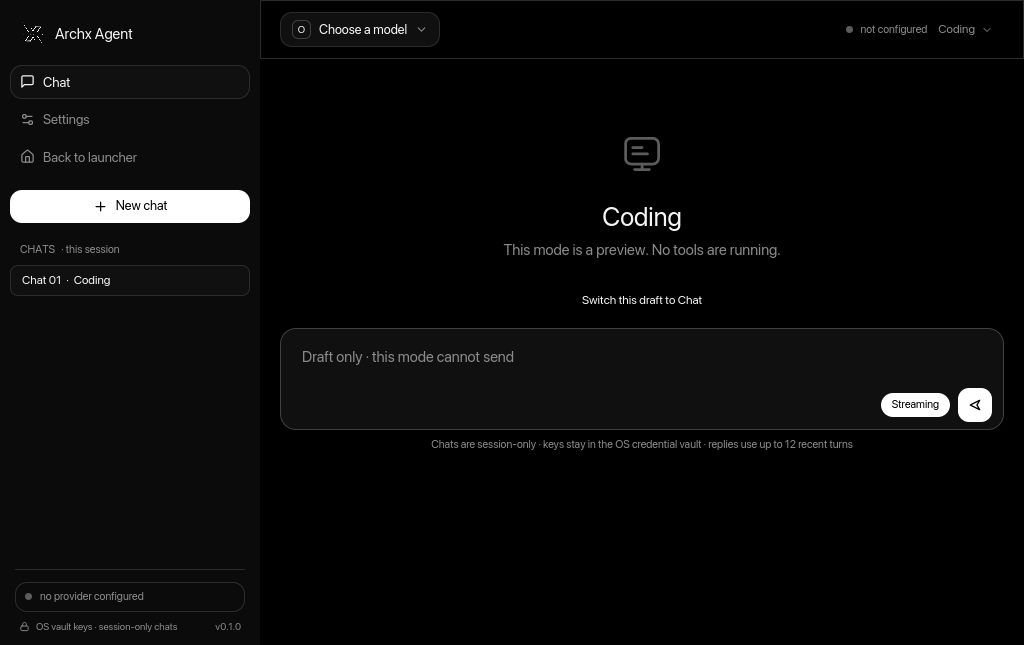 Archx Agent
Chat
Settings
Back to launcher
+ New chat
CHATS · this session
Chat 01 · Coding
no provider configured
OS vault keys · session-only chats
v0.1.0
O Choose a model
not configured
Coding
Coding
This mode is a preview. No tools are running.
Switch this draft to Chat
Draft only · this mode cannot send
Streaming
Chats are session-only · keys stay in the OS credential vault · replies use up to 12 recent turns